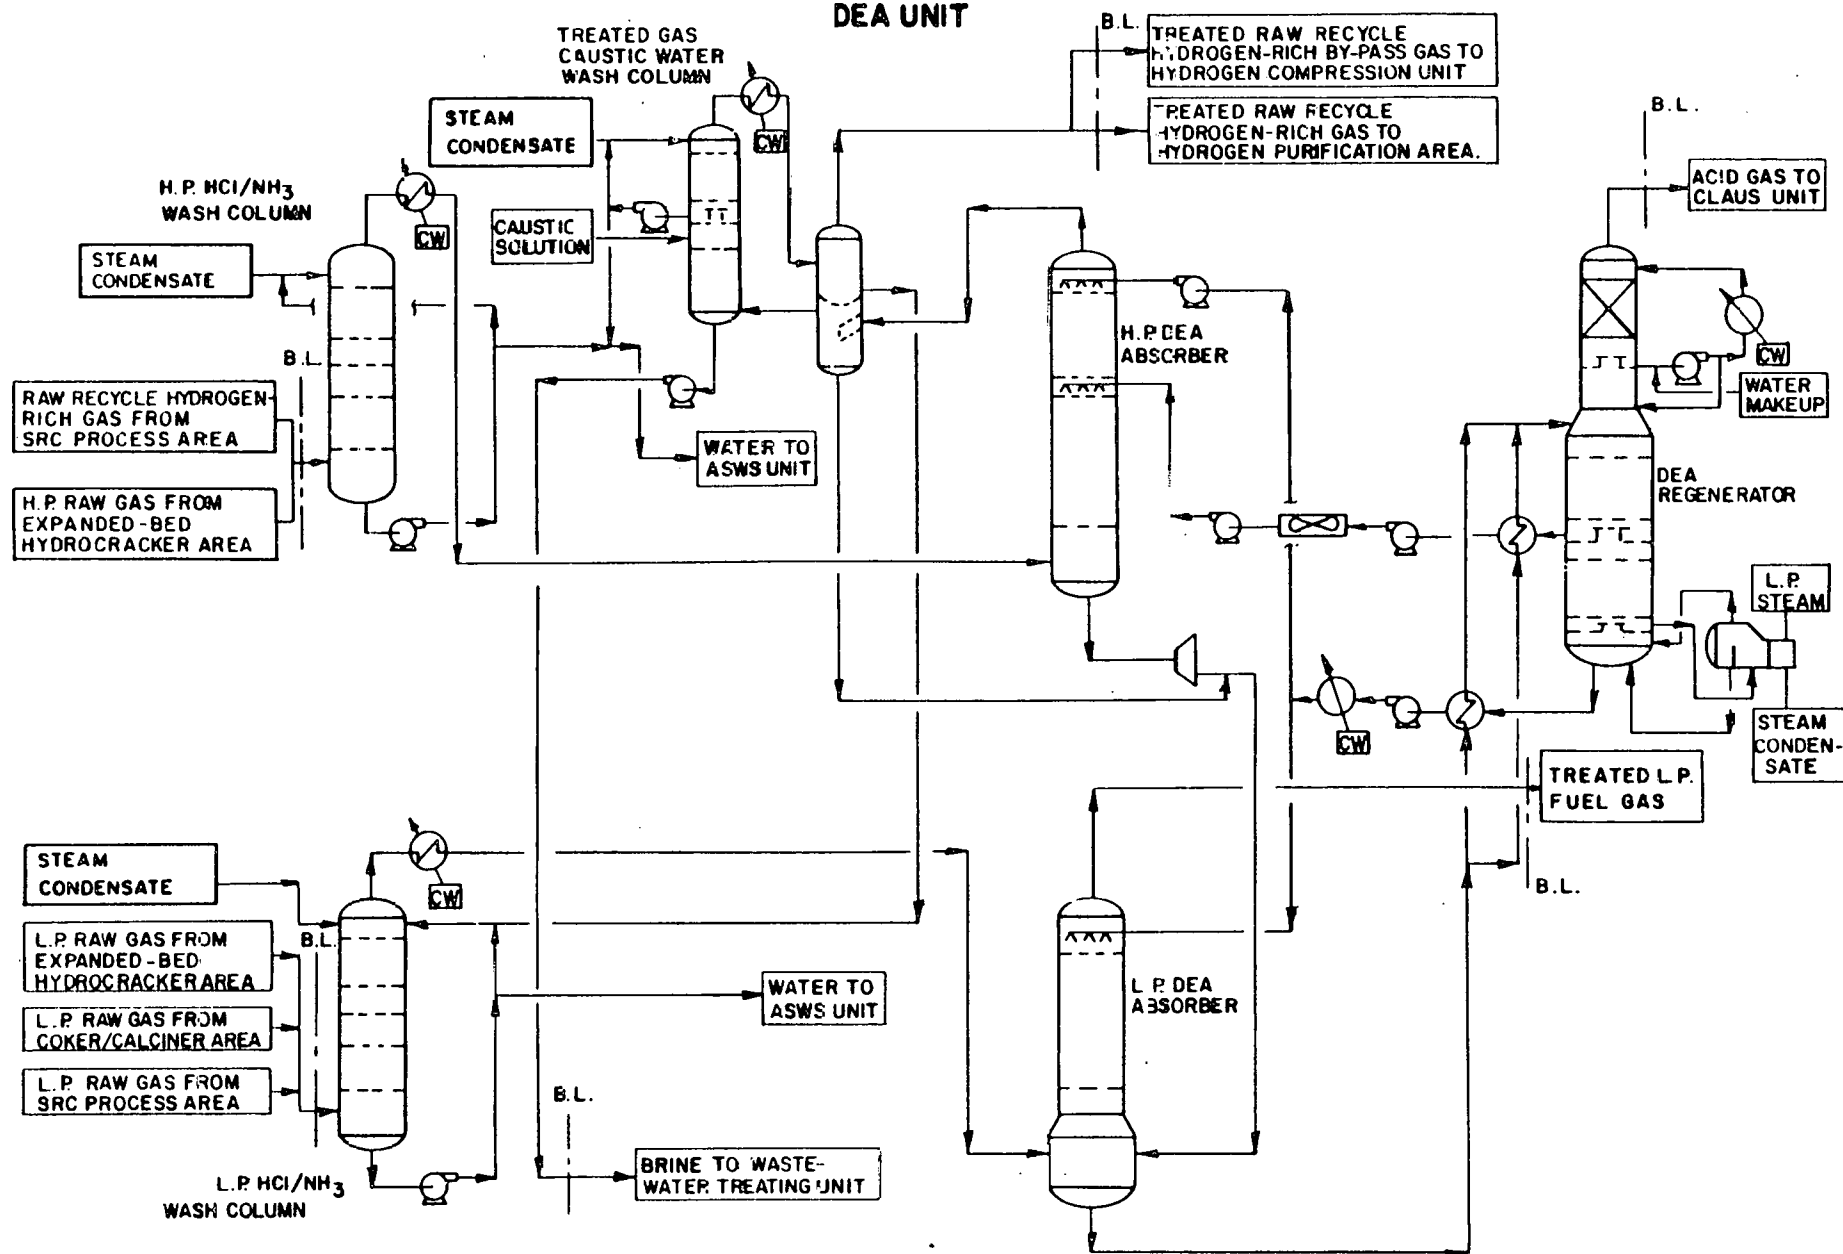 DEA UNIT
TREATED GAS
CAUSTIC WATER
WASH COLUMN
B.L.
TREATED RAW RECYCLE
HYDROGEN-RICH BY-PASS GAS TO
HYDROGEN COMPRESSION UNIT
TREATED RAW RECYCLE
HYDROGEN-RICH GAS TO
HYDROGEN PURIFICATION AREA.
STEAM
CONDENSATE
CW
B.L.
ACID GAS TO
CLAUS UNIT
H.P. HCl/NH3
WASH COLUMN
CW
CAUSTIC
SOLUTION
STEAM
CONDENSATE
H.P. DEA
ABSORBER
CW
WATER
MAKEUP
B.L.
RAW RECYCLE HYDROGEN-
RICH GAS FROM
SRC PROCESS AREA
WATER TO
ASWS UNIT
DEA
REGENERATOR
H.P. RAW GAS FROM
EXPANDED-BED
HYDROCRACKER AREA
L.P.
STEAM
CW
STEAM
CONDEN-
SATE
TREATED L.P.
FUEL GAS
B.L.
STEAM
CONDENSATE
CW
L.P. RAW GAS FROM
EXPANDED-BED
HYDROCRACKER AREA
B.L.
L.P. RAW GAS FROM
COKER/CALCINER AREA
WATER TO
ASWS UNIT
L.P. DEA
ABSORBER
L.P. RAW GAS FROM
SRC PROCESS AREA
B.L.
BRINE TO WASTE-
WATER TREATING UNIT
L.P. HCl/NH3
WASH COLUMN